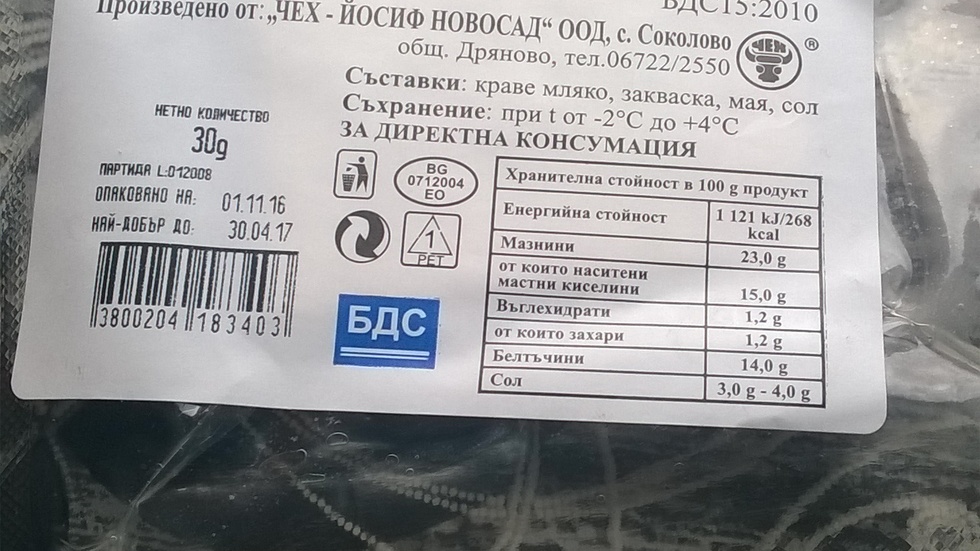 БДС15:2010
Произведено от: „ЧЕХ - ЙОСИФ НОВОСАД“ ООД, с. Соколово
общ. Дряново, тел.06722/2550
ЧЕХ
®
Съставки: краве мляко, закваска, мая, сол
Съхранение: при t от -2°C до +4°C
ЗА ДИРЕКТНА КОНСУМАЦИЯ
НЕТНО КОЛИЧЕСТВО
30g
ПАРТИДА L:012008
ОПАКОВАНО НА: 01.11.16
НАЙ-ДОБЪР ДО: 30.04.17
3800204 183403
BG
0712004
EO
1
PET
БДС
Хранителна стойност в 100 g продукт
Енергийна стойност 1 121 kJ/268
kcal
Мазнини 23,0 g
от които наситени
мастни киселини 15,0 g
Въглехидрати 1,2 g
от които захари 1,2 g
Белтъчини 14,0 g
Сол 3,0 g - 4,0 g